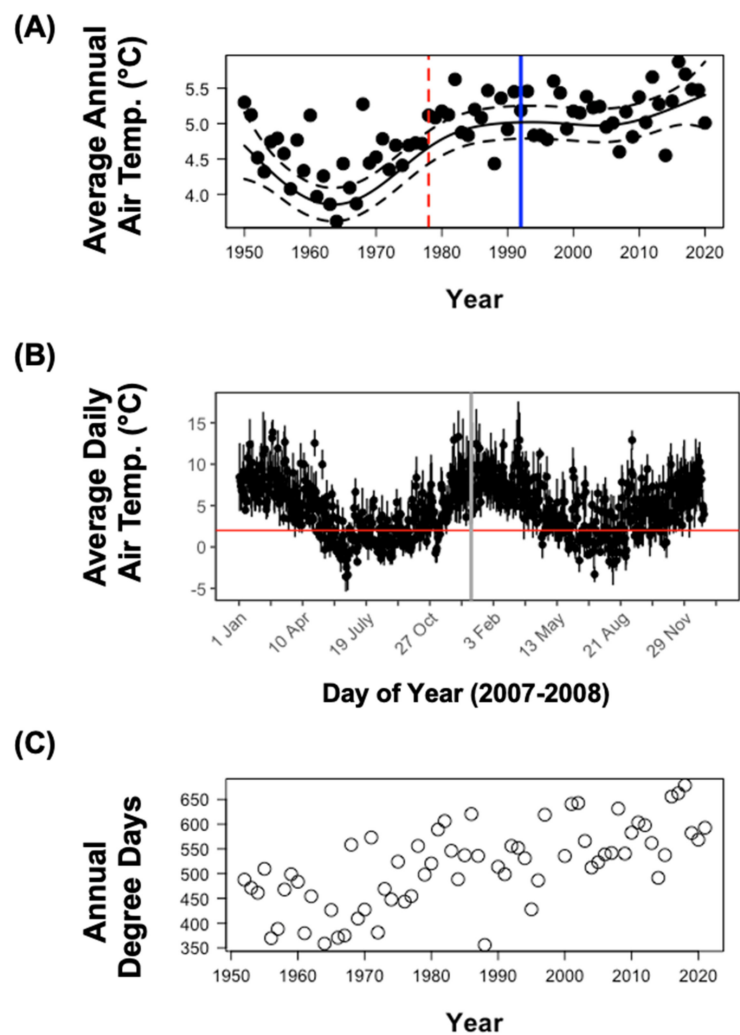 (A)
Average Annual
Air Temp. (°C)
5.5
5.0
4.5
4.0
1950 1960 1970 1980 1990 2000 2010 2020
Year
(B)
Average Daily
Air Temp. (°C)
15
10
5
0
-5
1 Jan 10 Apr 19 July 27 Oct 3 Feb 13 May 21 Aug 29 Nov
Day of Year (2007-2008)
(C)
Annual
Degree Days
650
600
550
500
450
400
350
1950 1960 1970 1980 1990 2000 2010 2020
Year